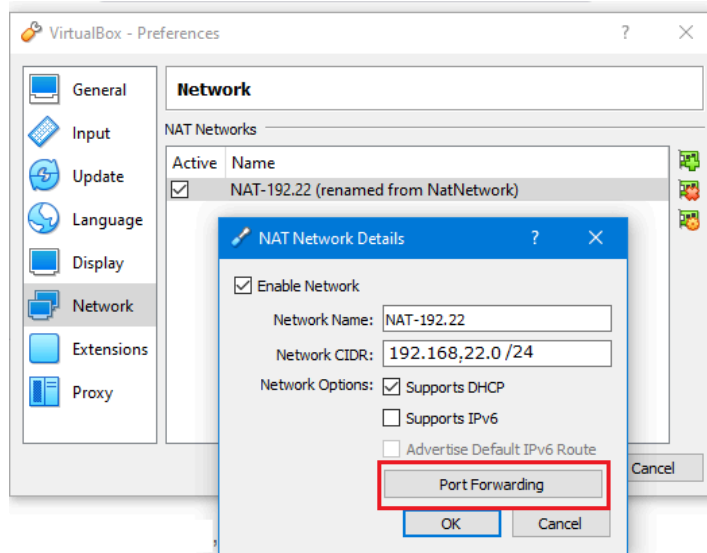 VirtualBox - Preferences ?
General
Input
Update
Language
Display
Network
Extensions
Proxy
Network
NAT Networks
Active Name
NAT-192.22 (renamed from NatNetwork)
NAT Network Details ?
Enable Network
Network Name: NAT-192.22
Network CIDR: 192.168,22.0 /24
Network Options: Supports DHCP
Supports IPv6
Advertise Default IPv6 Route
Port Forwarding
OK Cancel
Cancel
,